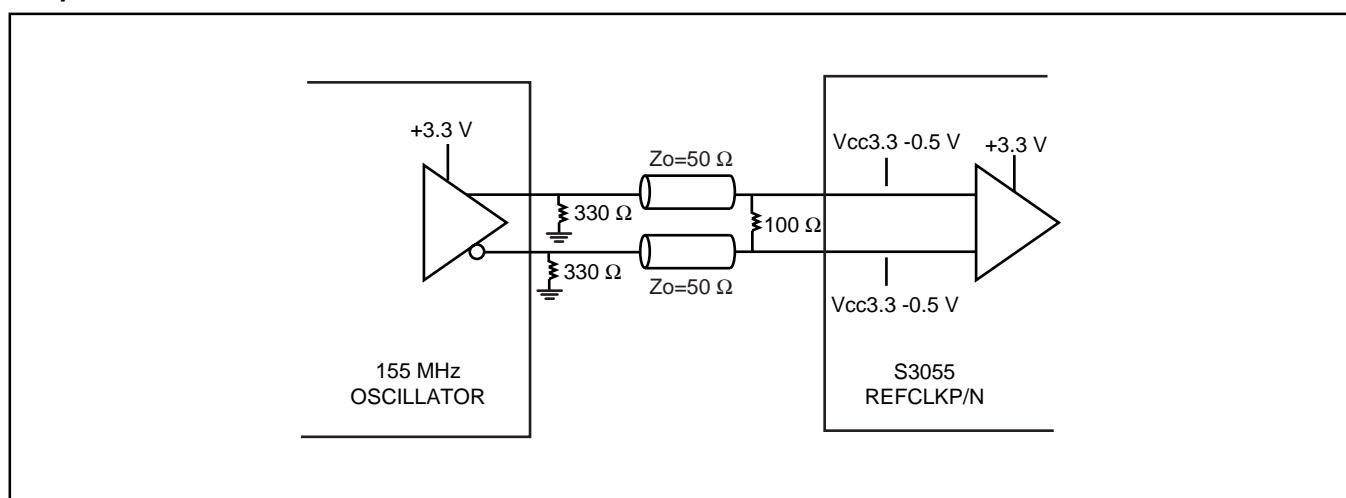 +3.3 V
Zo=50 Ω
330 Ω
330 Ω
Zo=50 Ω
100 Ω
Vcc3.3 -0.5 V
+3.3 V
Vcc3.3 -0.5 V
155 MHz
OSCILLATOR
S3055
REFCLKP/N